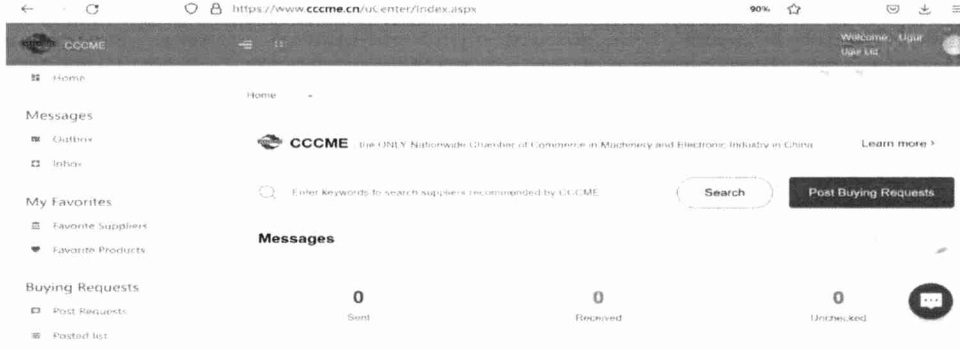 https://www.cccme.cn/uCenter/Index.aspx 90%
CCCME
Welcome, Ugur
Ugur Ltd
Home
Home
Messages
Outbox
Inbox
My Favorites
Favorite Suppliers
Favorite Products
Buying Requests
Post Requests
Posted list
CCCME the ONLY Nationwide Chamber of Commerce in Machinery and Electronic Industry in China Learn more >
Enter keywords to search suppliers recommended by CCCME Search Post Buying Requests
Messages
0 0 0
Sent Received Unchecked